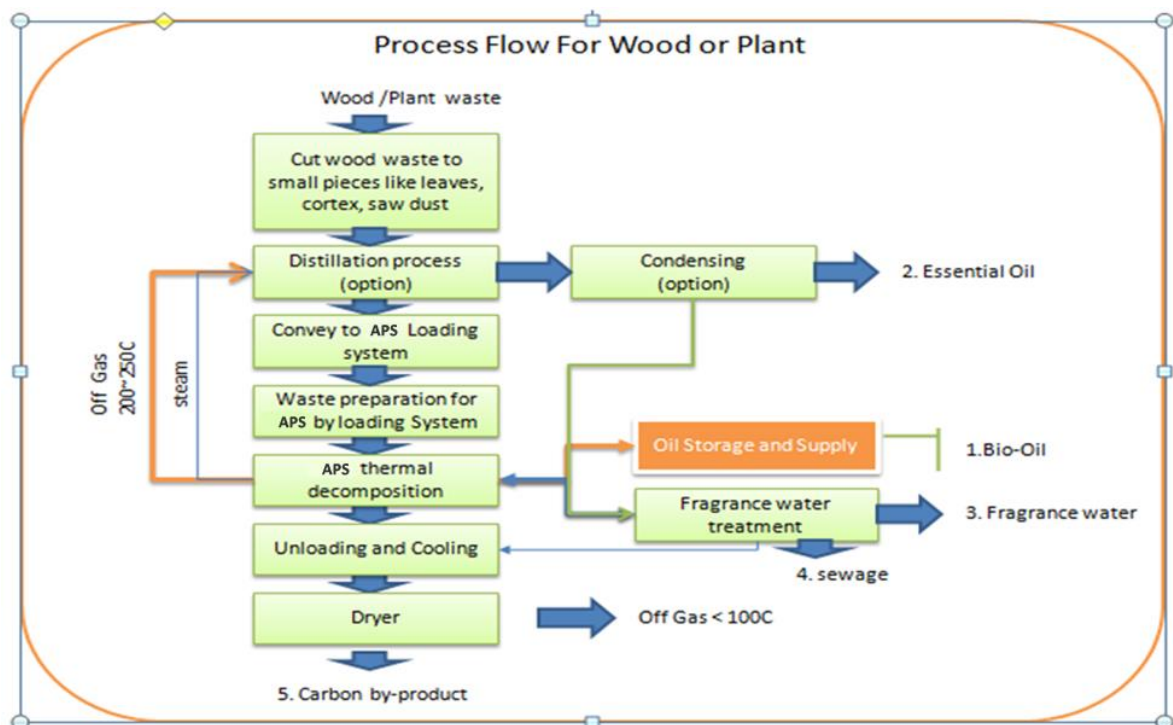 Process Flow For Wood or Plant
Wood /Plant waste
Cut wood waste to
small pieces like leaves,
cortex, saw dust
Distillation process
(option)
Condensing
(option)
2. Essential Oil
Convey to APS Loading
system
Off Gas
200~250C
steam
Waste preparation for
APS by loading System
Oil Storage and Supply
1.Bio-Oil
APS thermal
decomposition
Fragrance water
treatment
3. Fragrance water
Unloading and Cooling
4. sewage
Dryer
Off Gas < 100C
5. Carbon by-product